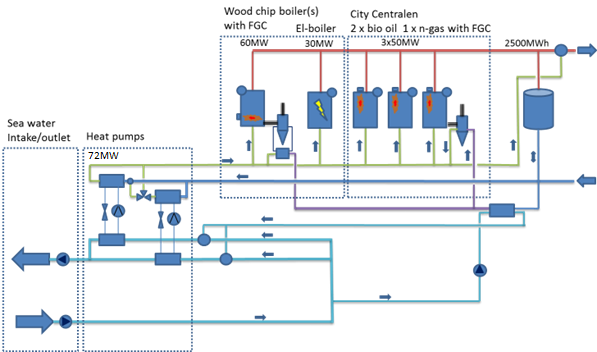 Wood chip boiler(s)
with FGC
El-boiler
60MW
30MW
City Centralen
2 x bio oil 1 x n-gas with FGC
3x50MW
2500MWh
Sea water
Intake/outlet
Heat pumps
72MW